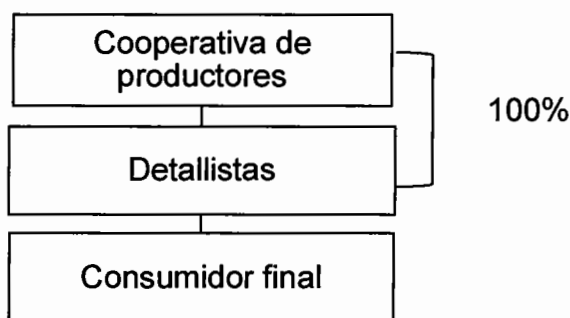 Cooperativa de
productores
100%
Detallistas
Consumidor final